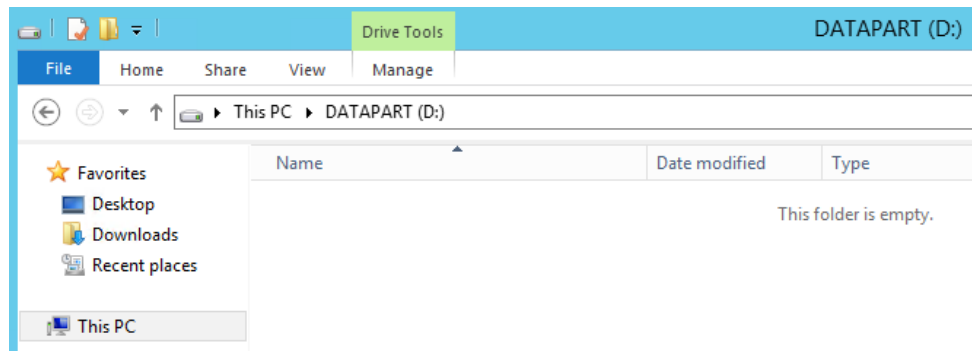 Drive Tools
DATAPART (D:)
File Home Share View Manage
This PC DATAPART (D:)
Favorites
Desktop
Downloads
Recent places
This PC
Name Date modified Type
This folder is empty.